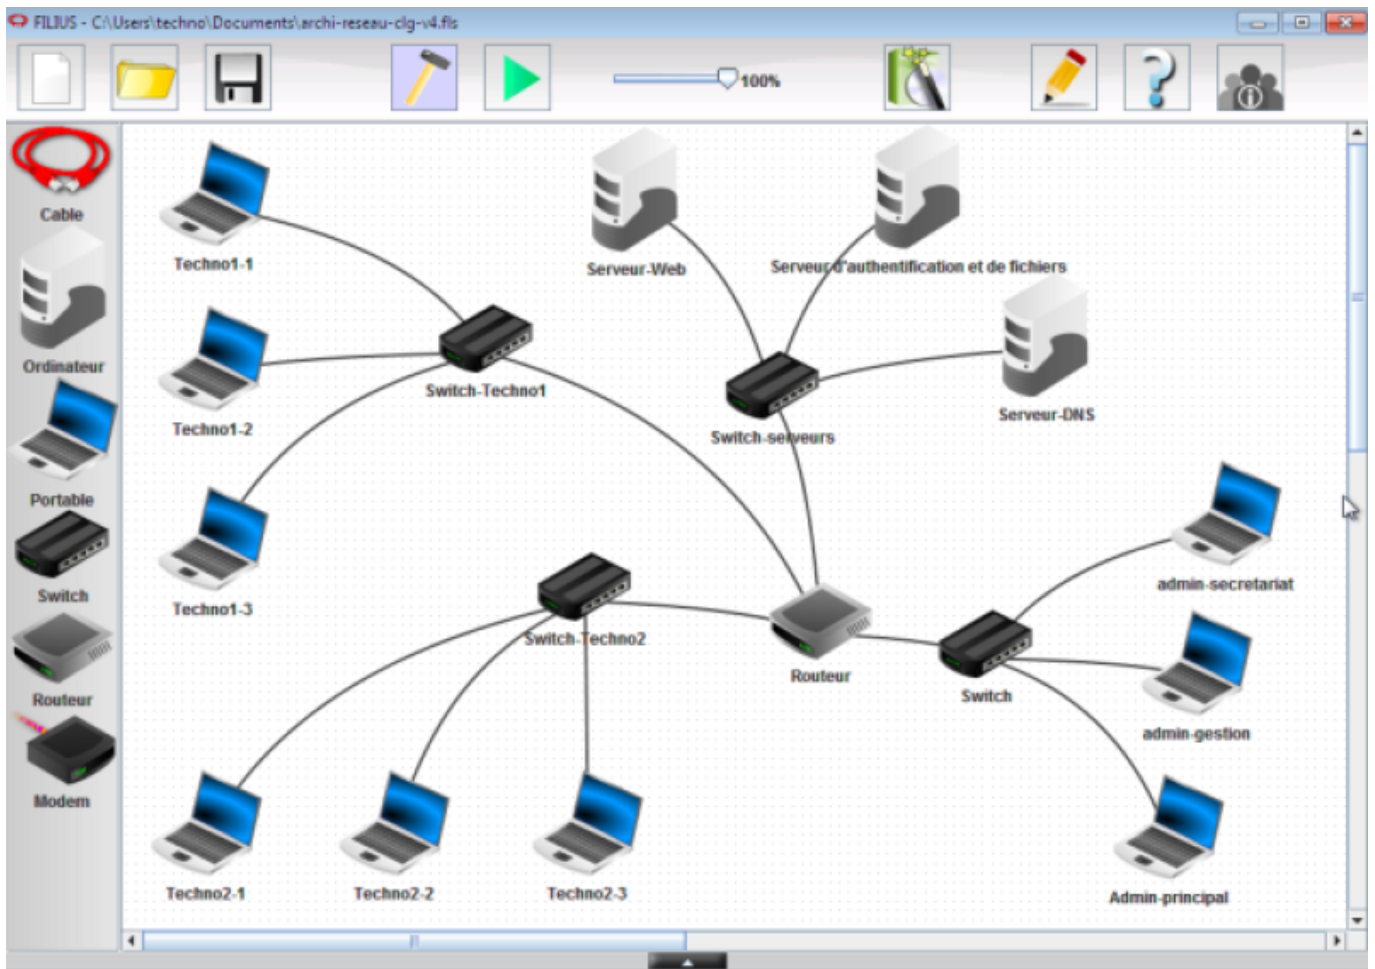 FILIUS - C:\Users\techno\Documents\archi-reseau-clg-v4.fls
100%
Cable
Ordinateur
Portable
Switch
Routeur
Modem
Techno1-1
Serveur-Web
Serveur d'authentification et de fichiers
Switch-Techno1
Techno1-2
Switch-serveurs
Serveur-DNS
admin-secretariat
Techno1-3
Switch-Techno2
Routeur
Switch
admin-gestion
Techno2-1
Techno2-2
Techno2-3
Admin-principal